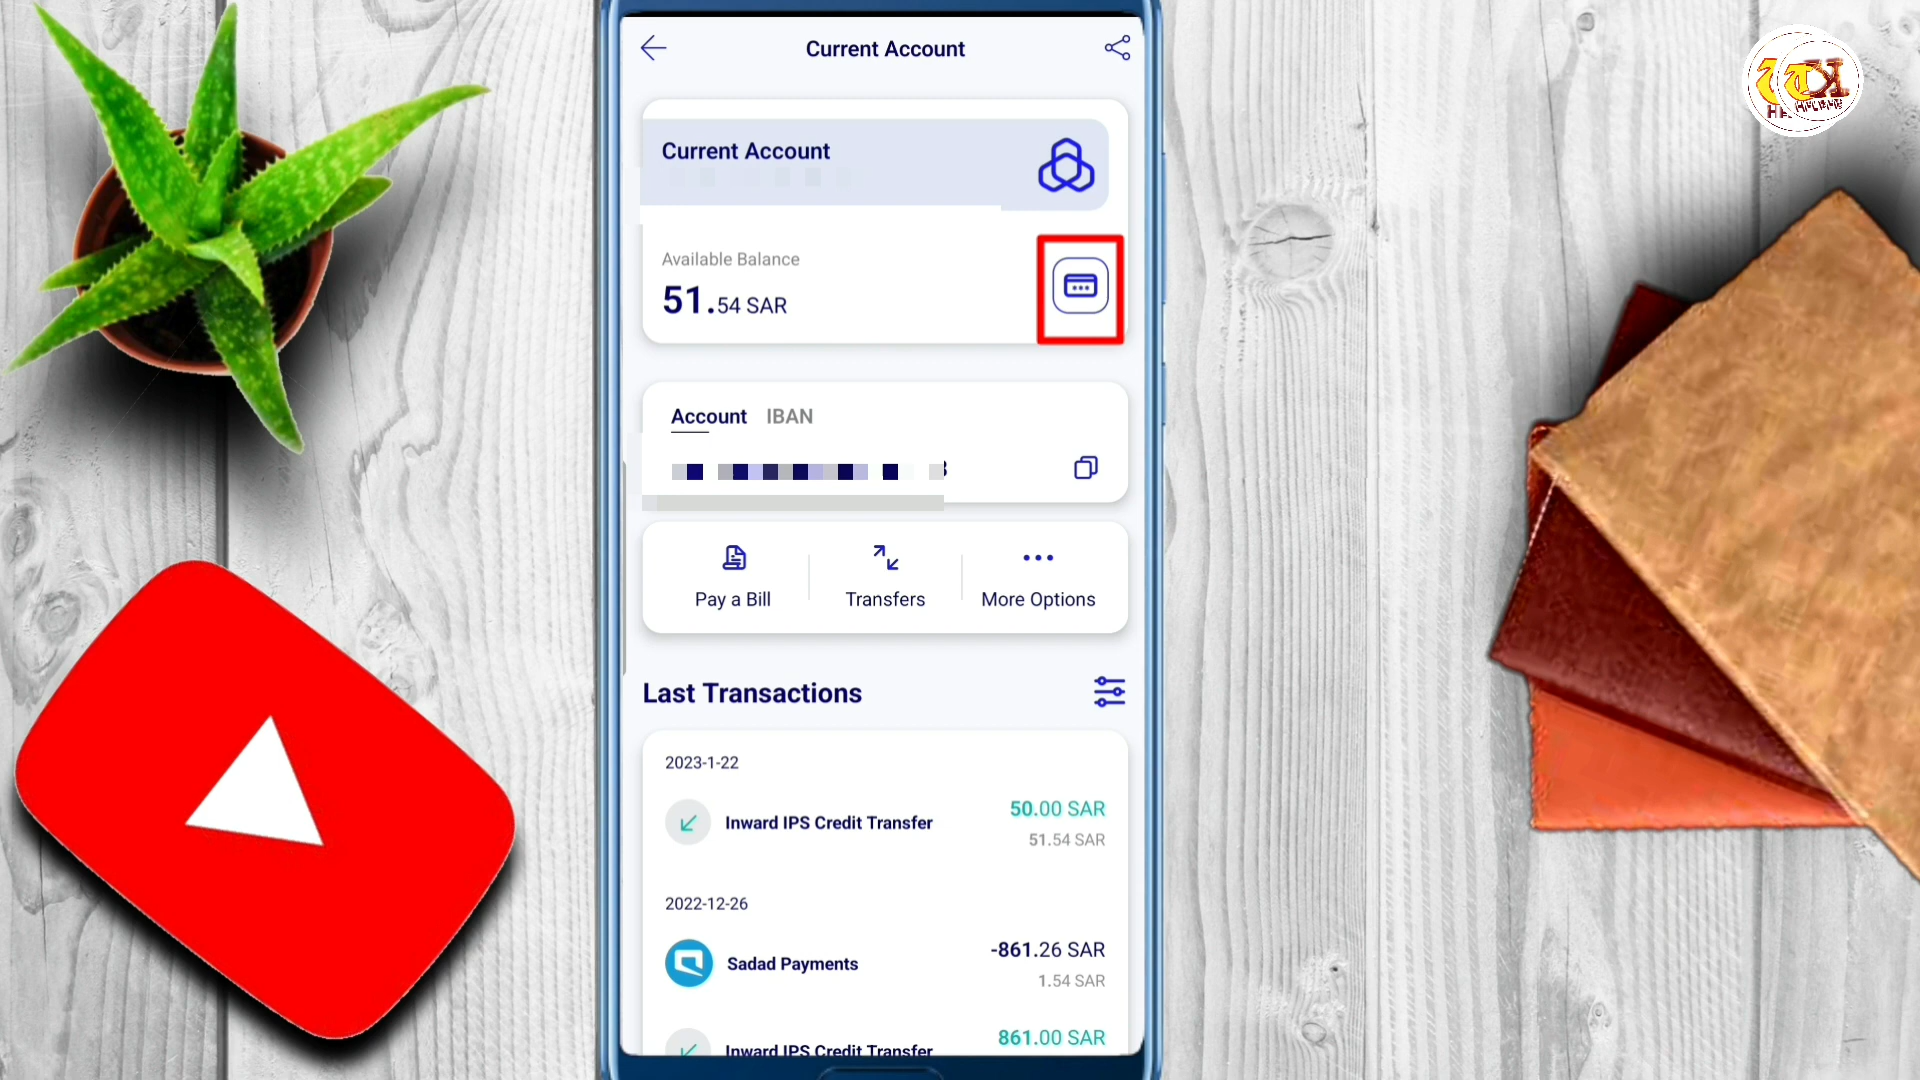 Current Account
Current Account
Available Balance
51.54 SAR
Account IBAN
Pay a Bill
Transfers
More Options
Last Transactions
2023-1-22
Inward IPS Credit Transfer
50.00 SAR
51.54 SAR
2022-12-26
Sadad Payments
-861.26 SAR
1.54 SAR
Inward IPS Credit Transfer
861.00 SAR